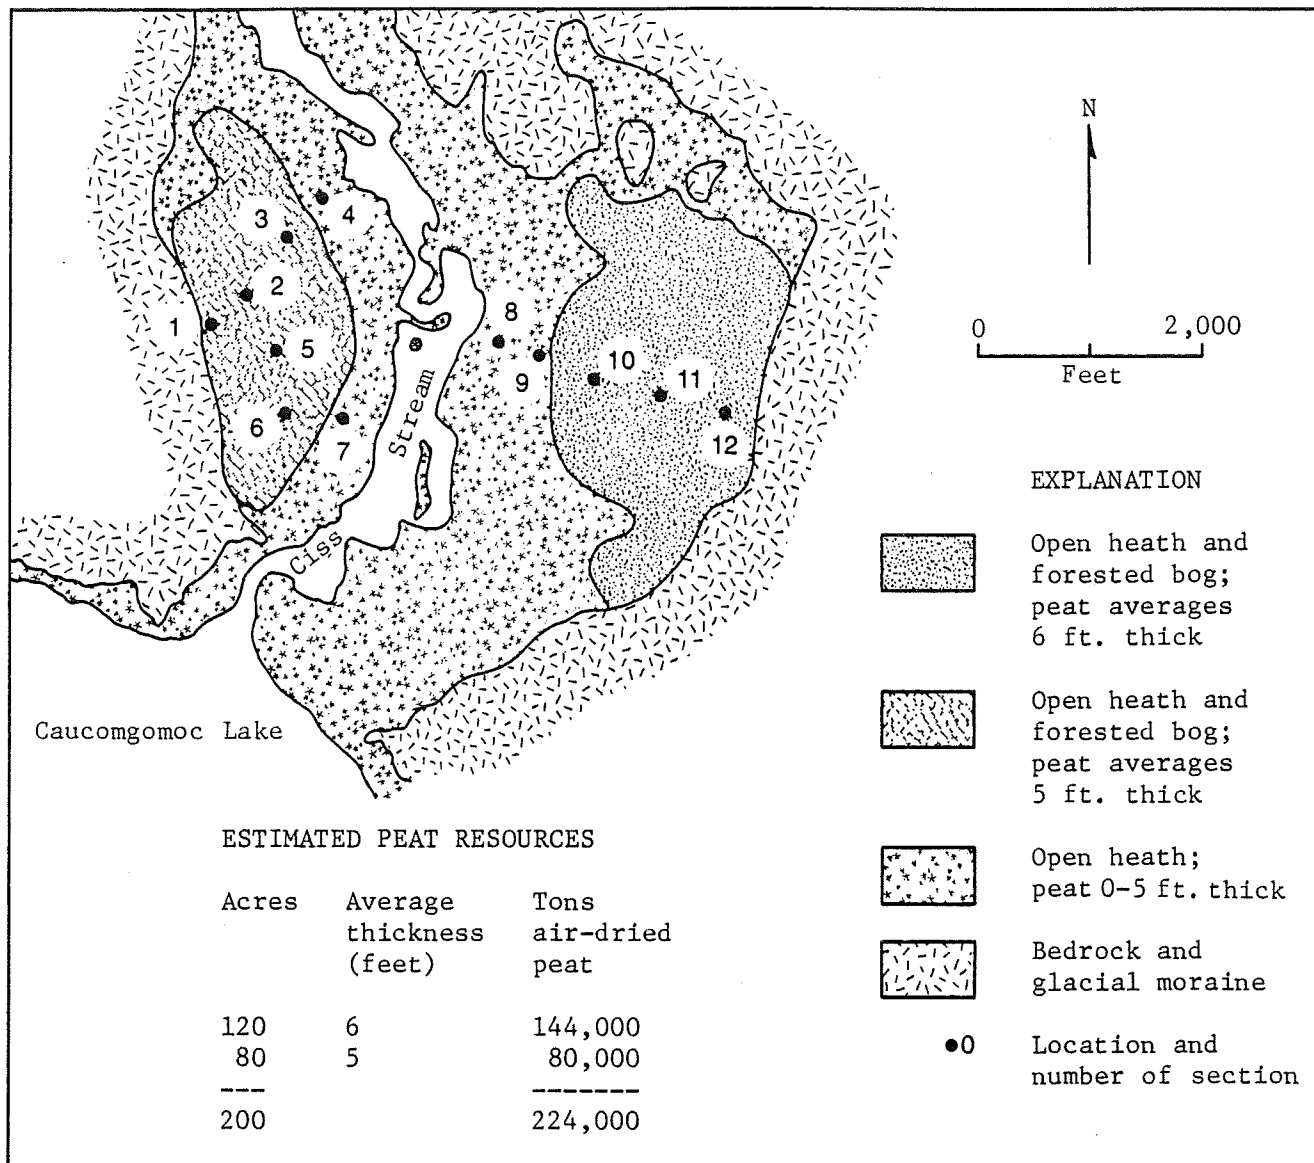 N
0 2,000
Feet
3
4
2
1
5
6
7
8
9
10
11
12
Stream
Ciss
Caucomgomoc Lake
EXPLANATION
Open heath and
forested bog;
peat averages
6 ft. thick
Open heath and
forested bog;
peat averages
5 ft. thick
Open heath;
peat 0-5 ft. thick
Bedrock and
glacial moraine
●0 Location and
number of section
ESTIMATED PEAT RESOURCES
Acres Average Tons
thickness air-dried
(feet) peat
120 6 144,000
80 5 80,000
--- -------
200 224,000